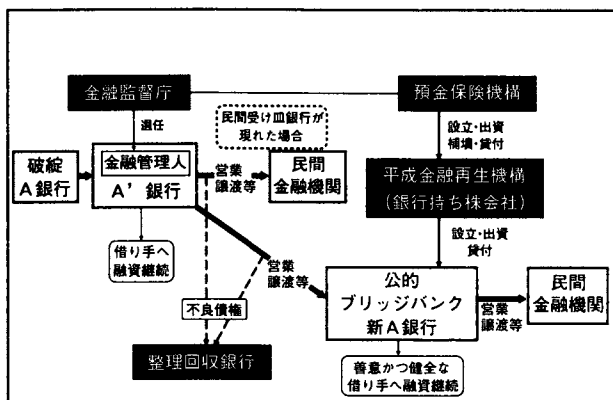 金融監督庁
預金保険機構
選任
民間受け皿銀行が
現れた場合
設立・出資
補填・貸付
破綻
A銀行
金融管理人
A’ 銀行
営業
譲渡等
民間
金融機関
平成金融再生機構
(銀行持ち株会社)
借り手へ
融資継続
営業
譲渡等
設立・出資
貸付
不良債権
公的
ブリッジバンク
新A銀行
営業
譲渡等
民間
金融機関
整理回収銀行
善意かつ健全な
借り手へ融資継続